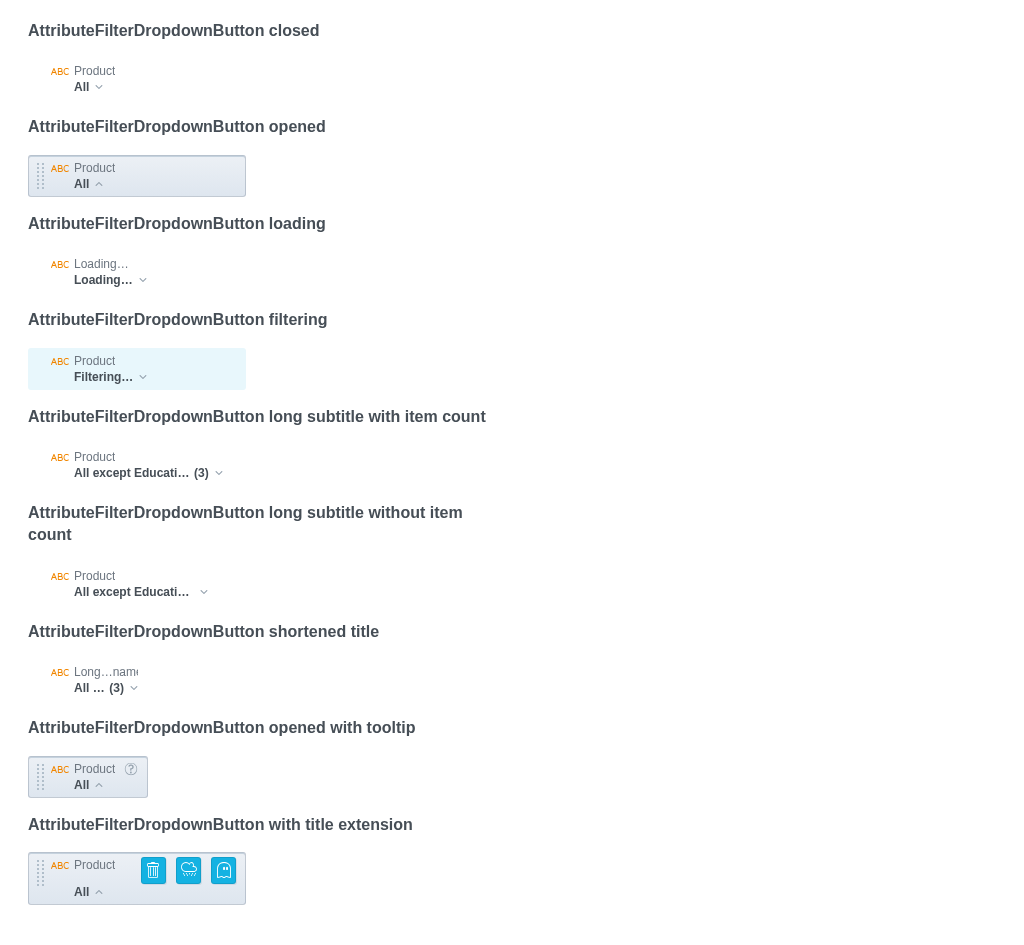 AttributeFilterDropdownButton closed
ABC Product
All
AttributeFilterDropdownButton opened
ABC Product
All
AttributeFilterDropdownButton loading
ABC Loading…
Loading…
AttributeFilterDropdownButton filtering
ABC Product
Filtering…
AttributeFilterDropdownButton long subtitle with item count
ABC Product
All except Educati… (3)
AttributeFilterDropdownButton long subtitle without item
count
ABC Product
All except Educati…
AttributeFilterDropdownButton shortened title
ABC Long…name
All … (3)
AttributeFilterDropdownButton opened with tooltip
ABC Product ?
All
AttributeFilterDropdownButton with title extension
ABC Product
All